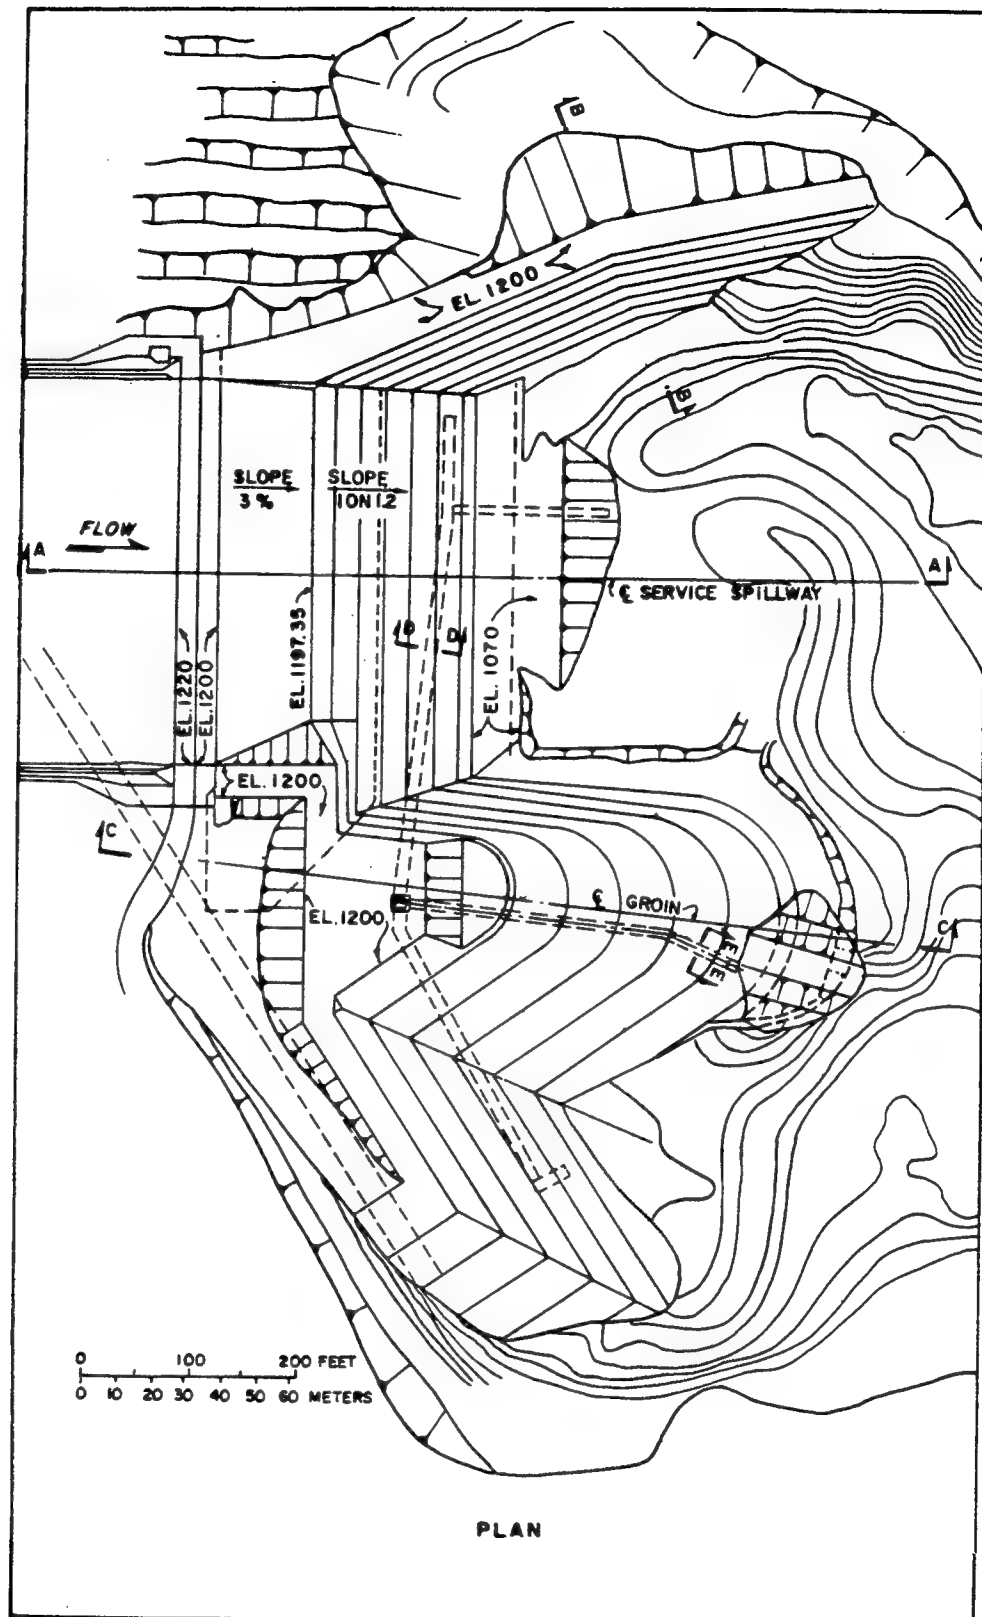 B
EL. 1200
B
SLOPE
3 %
SLOPE
1 ON 1.2
FLOW
A
A
℄ SERVICE SPILLWAY
EL. 1197.35
D
D
EL. 1070
EL. 1220
EL. 1200
EL. 1200
C
EL. 1200
℄ GROIN
C
E
E
0 100 200 FEET
0 10 20 30 40 50 60 METERS
PLAN